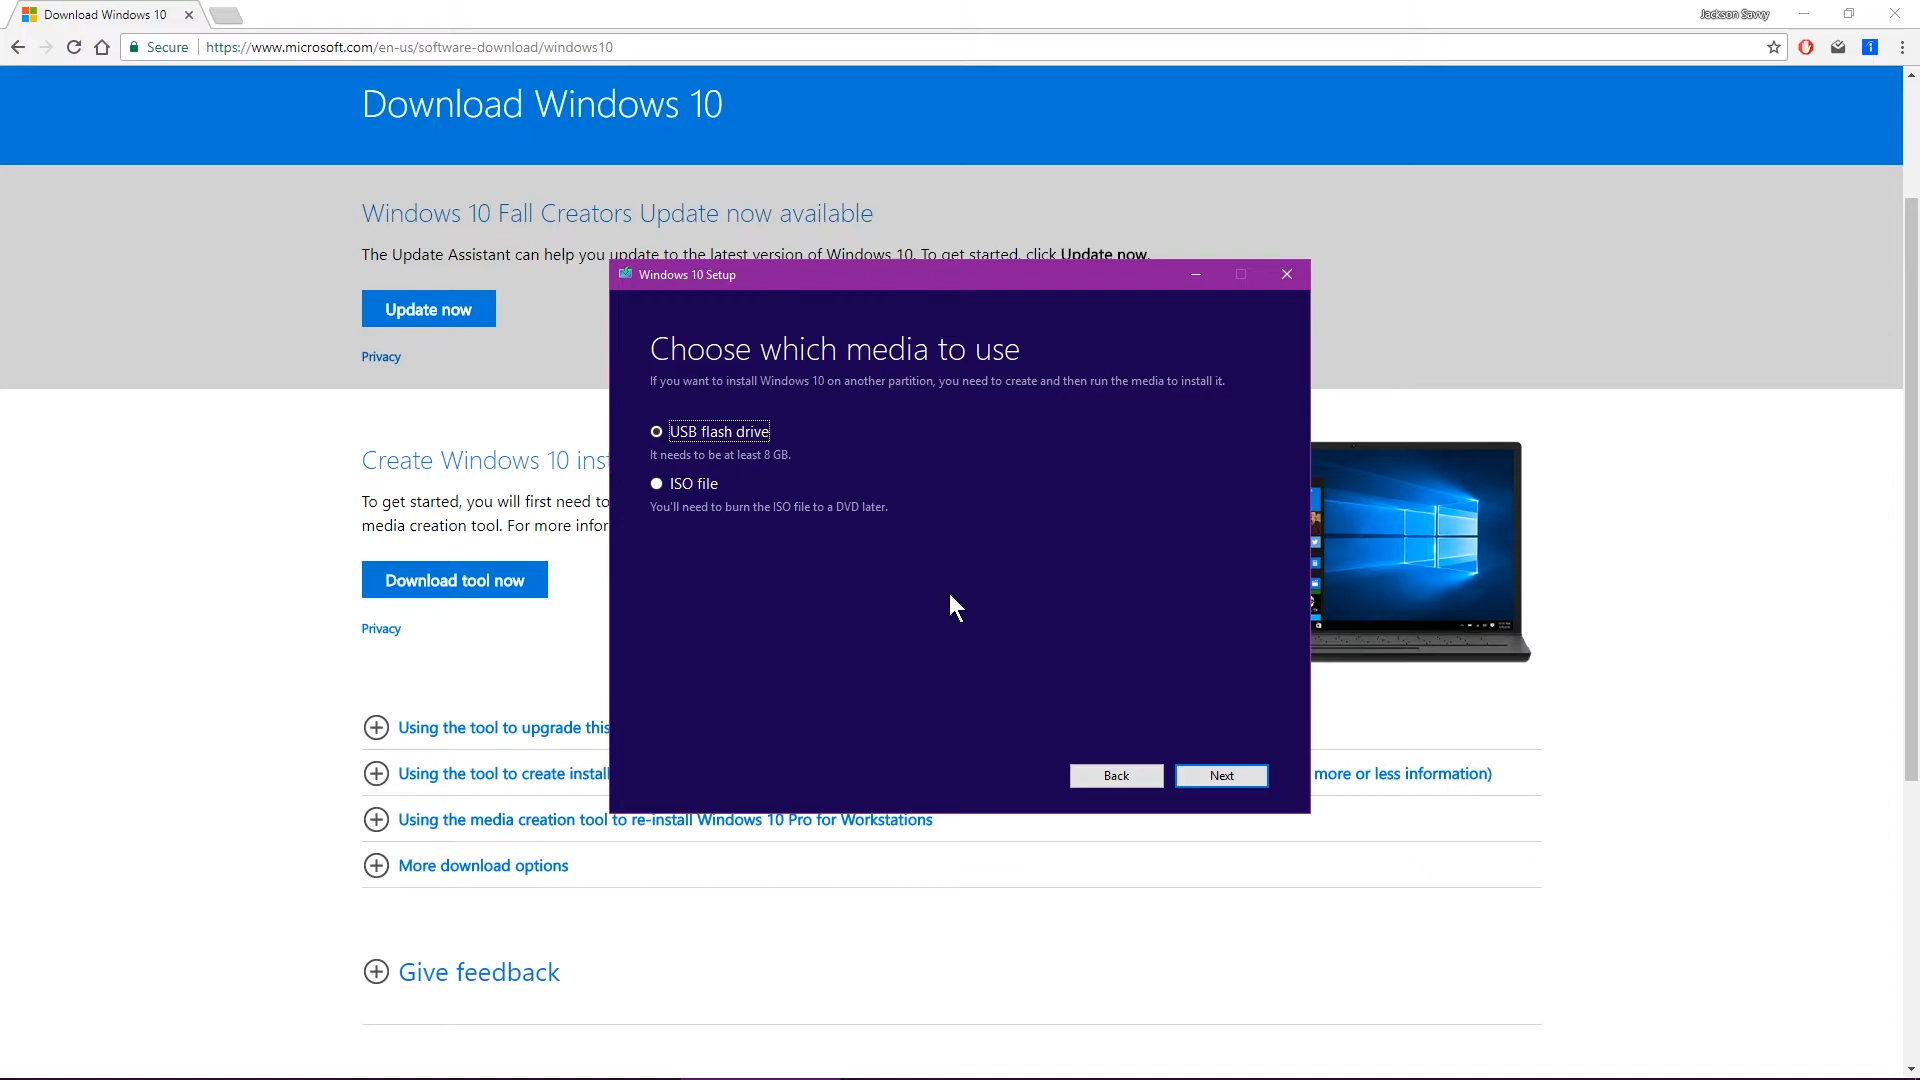 Download Windows 10
Jackson Savvy
Secure
https://www.microsoft.com/en-us/software-download/windows10
Download Windows 10
Windows 10 Fall Creators Update now available
The Update Assistant can help you update to the latest version of Windows 10. To get started, click Update now.
Update now
Privacy
Windows 10 Setup
Choose which media to use
If you want to install Windows 10 on another partition, you need to create and then run the media to install it.
USB flash drive
It needs to be at least 8 GB.
ISO file
You'll need to burn the ISO file to a DVD later.
Back
Next
Create Windows 10 inst
To get started, you will first need to
media creation tool. For more infor
Download tool now
Privacy
Using the tool to upgrade this
Using the tool to create install
more or less information)
Using the media creation tool to re-install Windows 10 Pro for Workstations
More download options
Give feedback